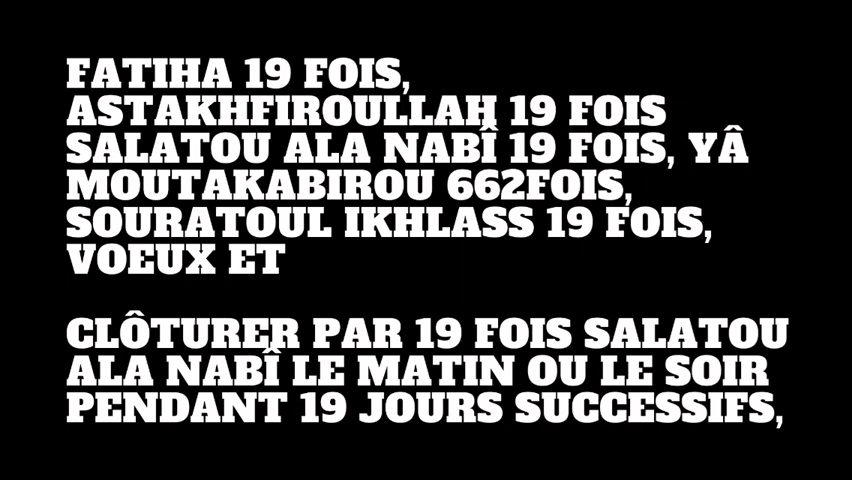 FATIHA 19 FOIS,
ASTAKHFIROULLAH 19 FOIS
SALATOU ALA NABÎ 19 FOIS, YÂ
MOUTAKABIROU 662FOIS,
SOURATOUL IKHLASS 19 FOIS,
VOEUX ET
CLÔTURER PAR 19 FOIS SALATOU
ALA NABÎ LE MATIN OU LE SOIR
PENDANT 19 JOURS SUCCESSIFS,